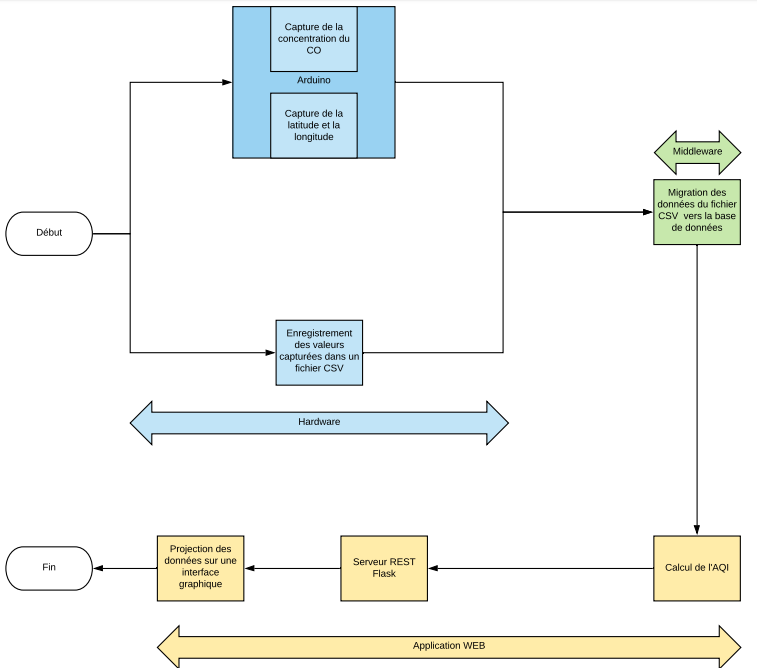 Capture de la
concentration du
CO
Arduino
Capture de la
latitude et la
longitude
Middleware
Migration des
données du fichier
CSV vers la base
de données
Début
Enregistrement
des valeurs
capturées dans un
fichier CSV
Hardware
Fin
Projection des
données sur une
interface
graphique
Serveur REST
Flask
Calcul de l'AQI
Application WEB